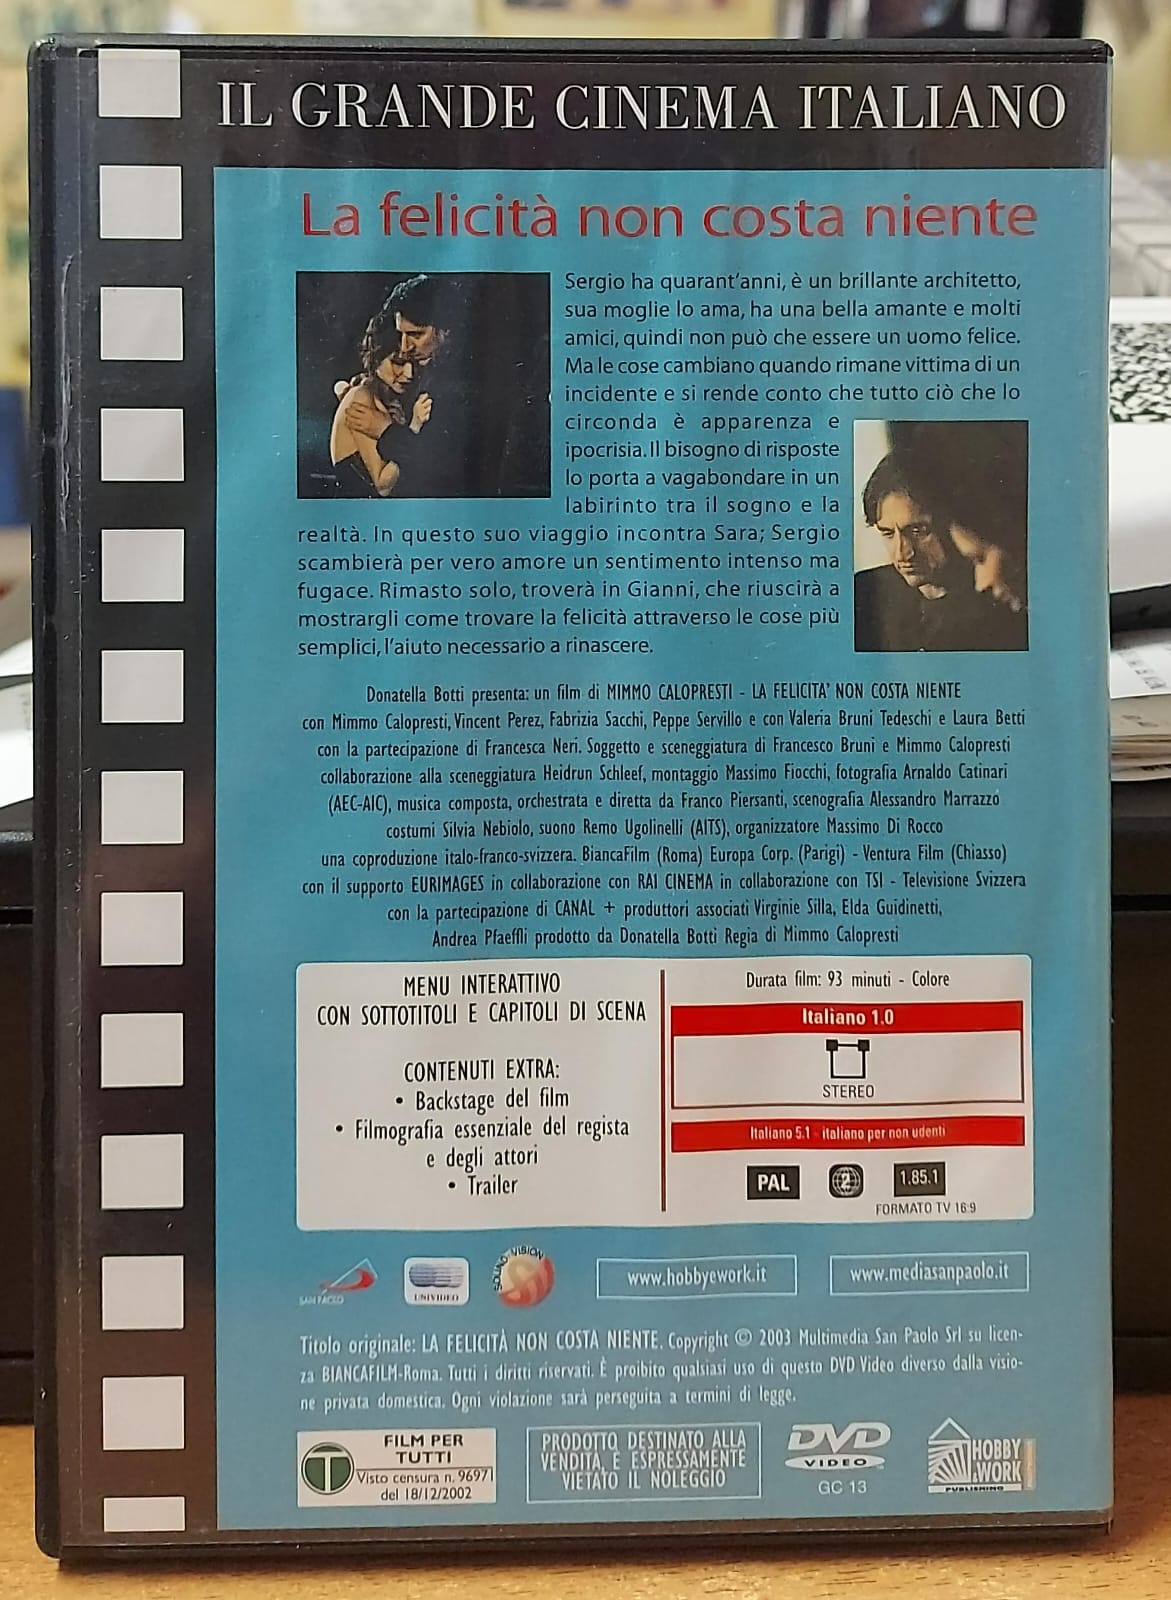 IL GRANDE CINEMA ITALIANO
La felicità non costa niente
Sergio ha quarant'anni, è un brillante architetto,
sua moglie lo ama, ha una bella amante e molti
amici, quindi non può che essere un uomo felice.
Ma le cose cambiano quando rimane vittima di un
incidente e si rende conto che tutto ciò che lo
circonda è apparenza e
ipocrisia. Il bisogno di risposte
lo porta a vagabondare in un
labirinto tra il sogno e la
realtà. In questo suo viaggio incontra Sara; Sergio
scambierà per vero amore un sentimento intenso ma
fugace. Rimasto solo, troverà in Gianni, che riuscirà a
mostrargli come trovare la felicità attraverso le cose più
semplici, l'aiuto necessario a rinascere.
Donatella Botti presenta: un film di MIMMO CALOPRESTI - LA FELICITA' NON COSTA NIENTE
con Mimmo Calopresti, Vincent Perez, Fabrizia Sacchi, Peppe Servillo e con Valeria Bruni Tedeschi e Laura Betti
con la partecipazione di Francesca Neri. Soggetto e sceneggiatura di Francesco Bruni e Mimmo Calopresti
collaborazione alla sceneggiatura Heidrun Schleef, montaggio Massimo Fiocchi, fotografia Arnaldo Catinari
(AEC-AIC), musica composta, orchestrata e diretta da Franco Piersanti, scenografia Alessandro Marrazzo
costumi Silvia Nebiolo, suono Remo Ugolinelli (AITS), organizzatore Massimo Di Rocco
una coproduzione italo-franco-svizzera. BiancaFilm (Roma) Europa Corp. (Parigi) - Ventura Film (Chiasso)
con il supporto EURIMAGES in collaborazione con RAI CINEMA in collaborazione con TSI - Televisione Svizzera
con la partecipazione di CANAL + produttori associati Virginie Silla, Elda Guidinetti,
Andrea Pfaeffli prodotto da Donatella Botti Regia di Mimmo Calopresti
MENU INTERATTIVO
CON SOTTOTITOLI E CAPITOLI DI SCENA
CONTENUTI EXTRA:
• Backstage del film
• Filmografia essenziale del regista
e degli attori
• Trailer
Durata film: 93 minuti - Colore
Italiano 1.0
STEREO
Italiano 5.1 - italiano per non udenti
PAL 2 1.85.1
FORMATO TV 16:9
SAN PAOLO UNIVIDEO SOUND VISION www.hobbyework.it www.mediasanpaolo.it
Titolo originale: LA FELICITÀ NON COSTA NIENTE. Copyright © 2003 Multimedia San Paolo Srl su licen-
za BIANCAFILM-Roma. Tutti i diritti riservati. È proibito qualsiasi uso di questo DVD Video diverso dalla visio-
ne privata domestica. Ogni violazione sarà perseguita a termini di legge.
T
FILM PER
TUTTI
Visto censura n. 96971
del 18/12/2002
PRODOTTO DESTINATO ALLA
VENDITA. È ESPRESSAMENTE
VIETATO IL NOLEGGIO
DVD
VIDEO
GC 13
HOBBY
&WORK
PUBLISHING